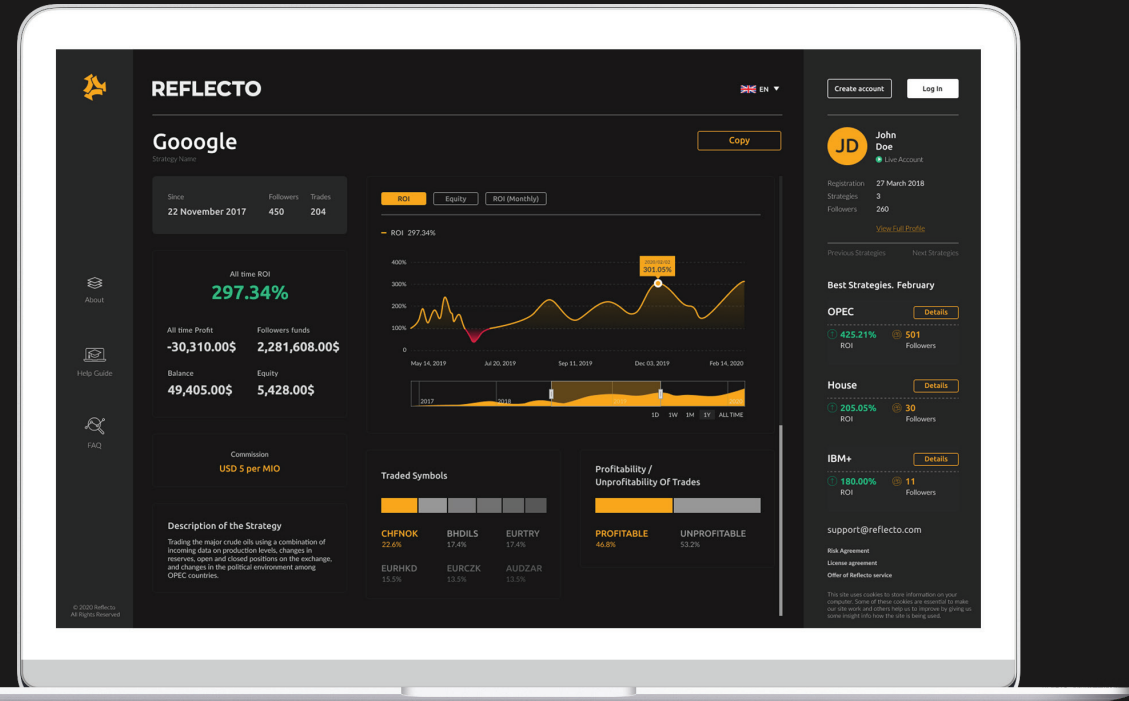 REFLECTO
EN
Create account
Log In
Gooogle
Strategy Name
Copy
JD
John
Doe
Live Account
Registration 27 March 2018
Strategies 3
Followers 260
View Full Profile
Previous Strategies Next Strategies
Since Followers Trades
22 November 2017 450 204
All time ROI
297.34%
All time Profit Followers funds
-30,310.00$ 2,281,608.00$
Balance Equity
49,405.00$ 5,428.00$
Commission
USD 5 per MIO
Description of the Strategy
Trading the major crude oils using a combination of
incoming data on production levels, changes in
reserves, open and closed positions on the exchange,
and changes in the political environment among
OPEC countries.
ROI Equity ROI (Monthly)
ROI 297.34%
400%
300%
200%
100%
0
2020/02/02
301.05%
May 14, 2019 Jul 20, 2019 Sep 11, 2019 Dec 03, 2019 Feb 14, 2020
2017 2018 2019 2020
1D 1W 1M 1Y ALL TIME
Traded Symbols
CHFNOK BHDILS EURTRY
22.6% 17.4% 17.4%
EURHKD EURCZK AUDZAR
15.5% 13.5% 13.5%
Profitability /
Unprofitability Of Trades
PROFITABLE UNPROFITABLE
46.8% 53.2%
Best Strategies. February
OPEC Details
425.21% 501
ROI Followers
House Details
205.05% 30
ROI Followers
IBM+ Details
180.00% 11
ROI Followers
support@reflecto.com
Risk Agreement
License agreement
Offer of Reflecto service
This site uses cookies to store information on your
computer. Some of these cookies are essential to make
our site work and others help us to improve by giving us
some insight info how the site is being used.
About
Help Guide
FAQ
© 2020 Reflecto
All Rights Reserved